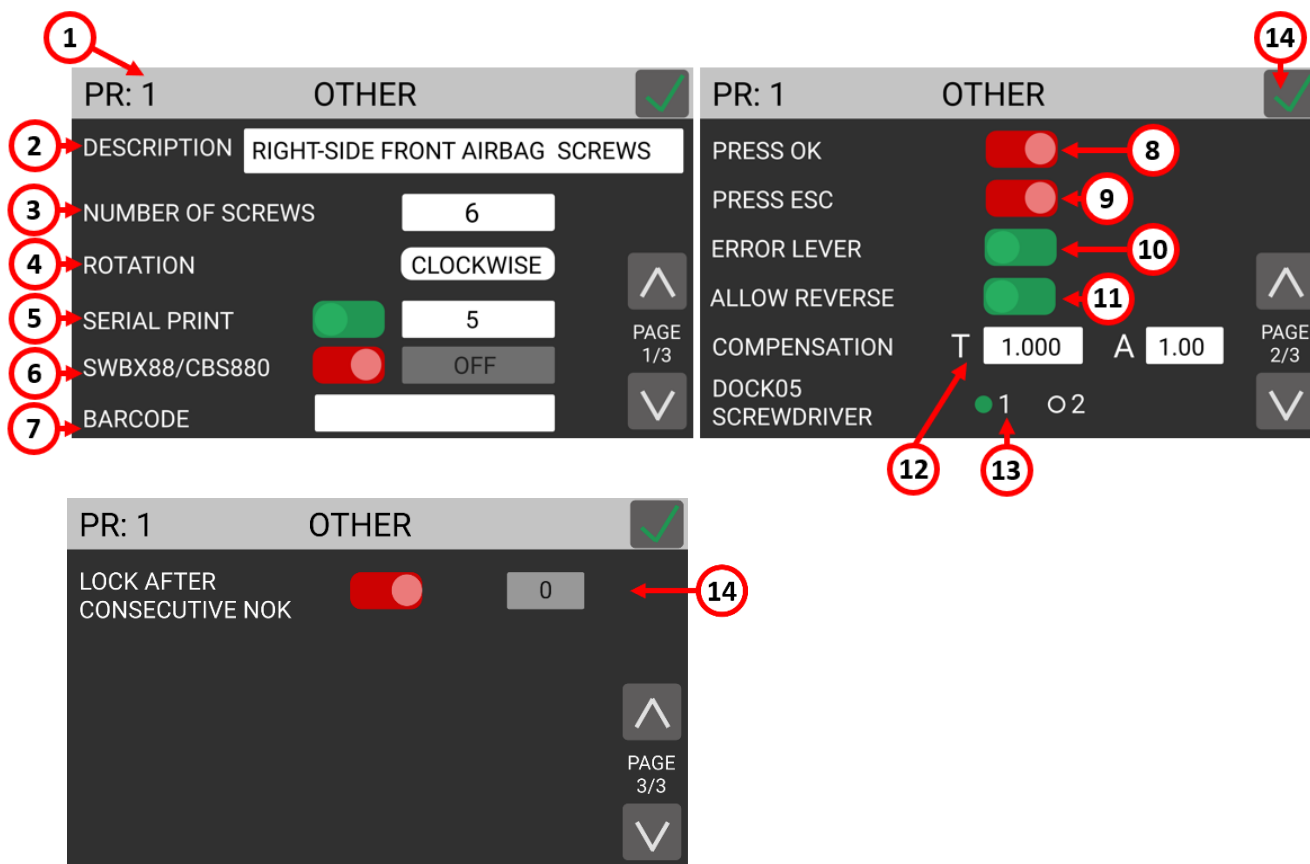 1
14
PR: 1 OTHER
2 DESCRIPTION RIGHT-SIDE FRONT AIRBAG SCREWS
3 NUMBER OF SCREWS 6
4 ROTATION CLOCKWISE
5 SERIAL PRINT 5
PAGE
1/3
6 SWBX88/CBS880 OFF
7 BARCODE
PR: 1 OTHER
PRESS OK 8
PRESS ESC 9
ERROR LEVER 10
ALLOW REVERSE 11
COMPENSATION T 1.000 A 1.00
PAGE
2/3
DOCK05
SCREWDRIVER 1 2
12 13
PR: 1 OTHER
LOCK AFTER
CONSECUTIVE NOK 0 14
PAGE
3/3